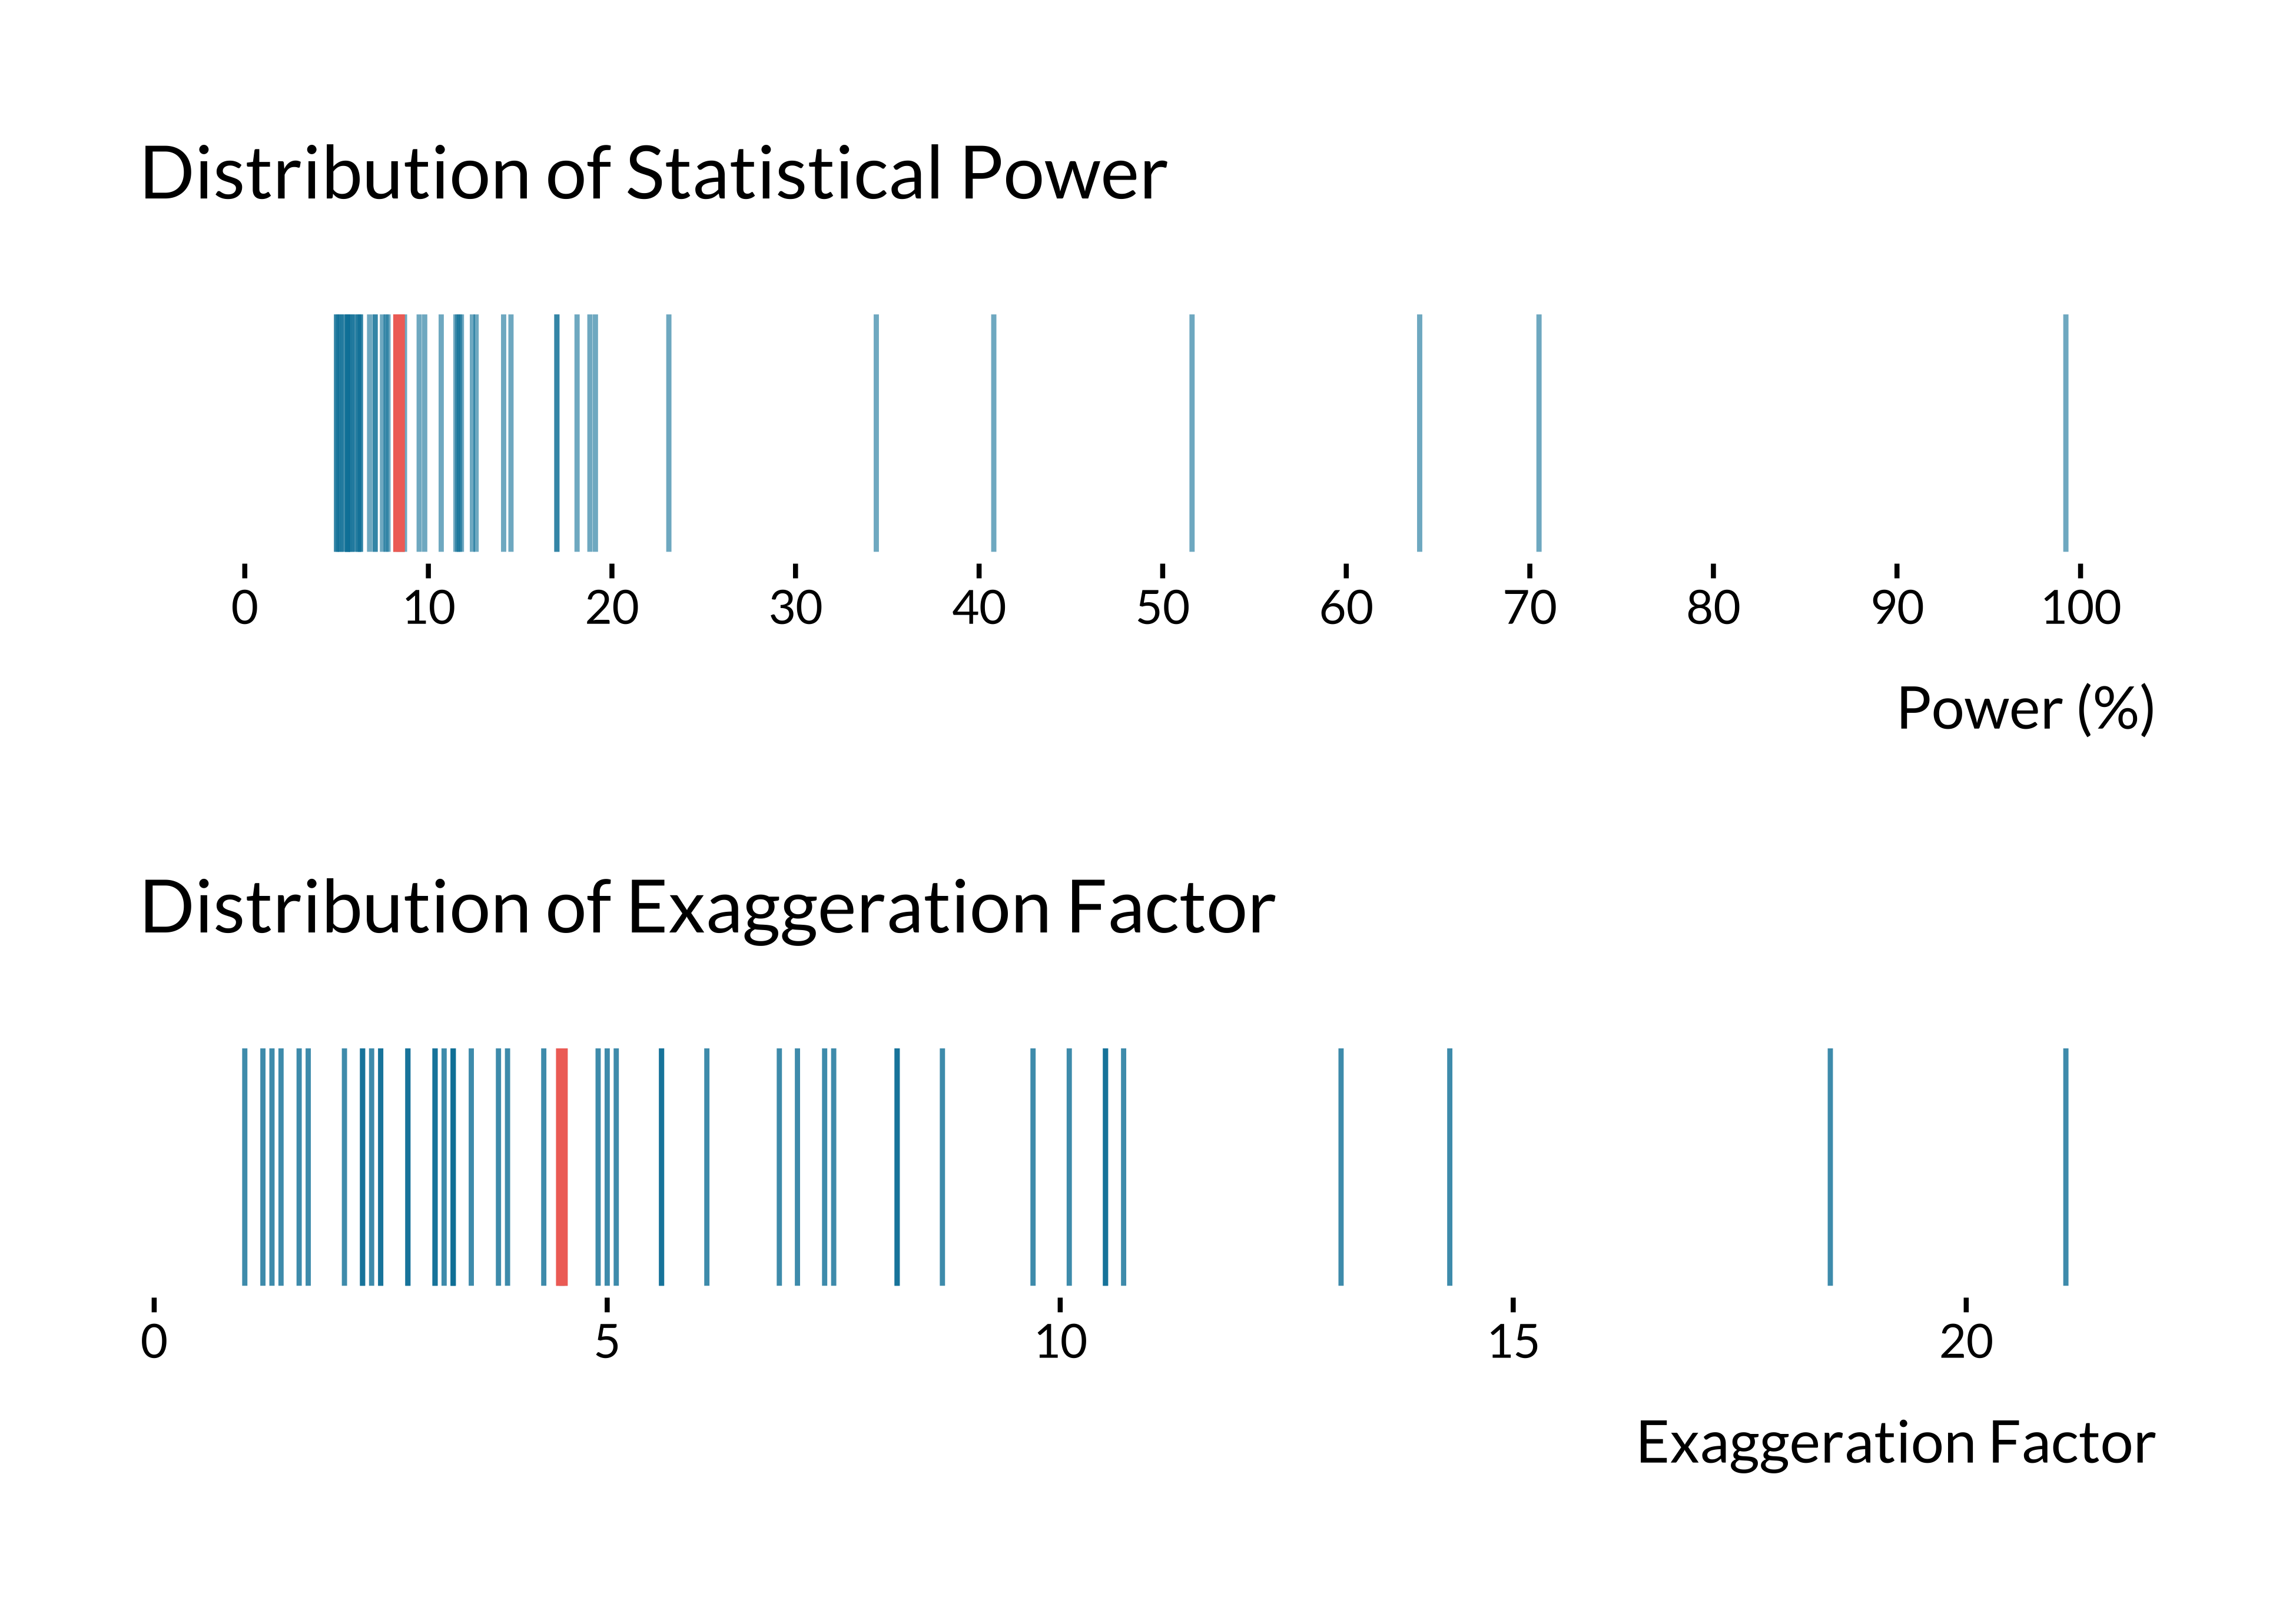 Distribution of Statistical Power
0 10 20 30 40 50 60 70 80 90 100
Power (%)
Distribution of Exaggeration Factor
0 5 10 15 20
Exaggeration Factor